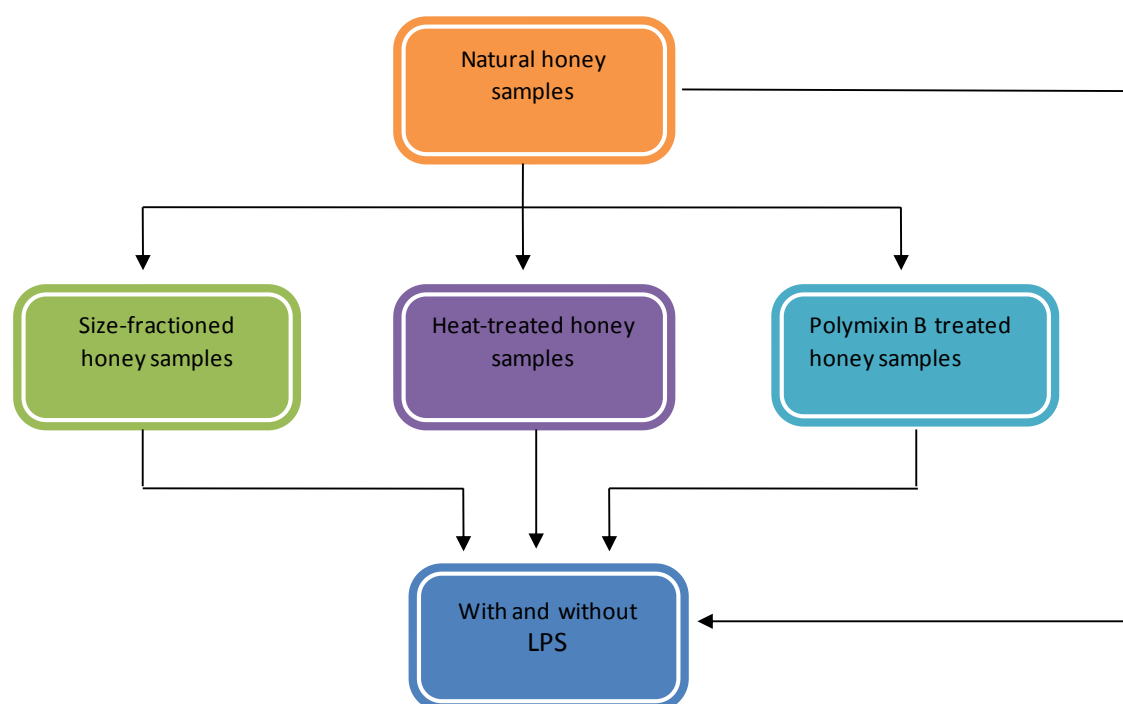 Natural honey
samples
Size-fractioned
honey samples
Heat-treated honey
samples
Polymixin B treated
honey samples
With and without
LPS